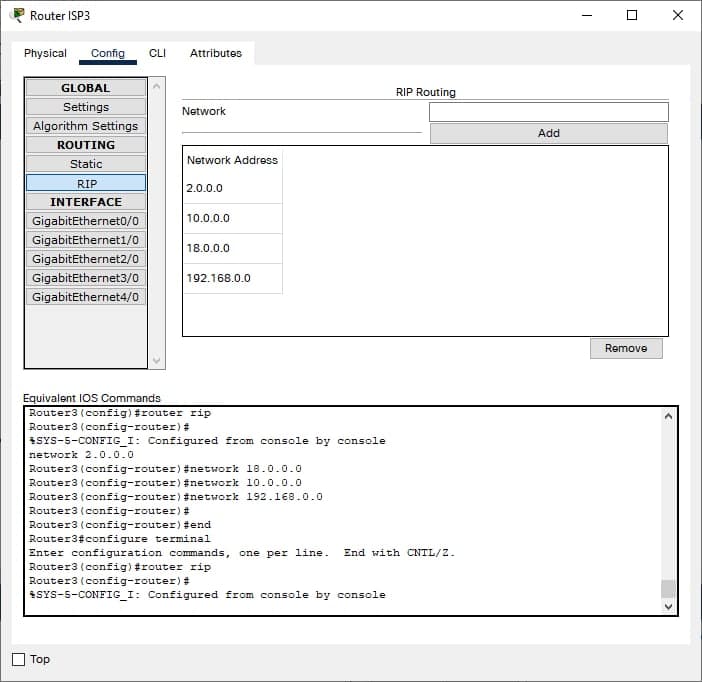 Router ISP3
Physical Config CLI Attributes
GLOBAL
Settings
Algorithm Settings
ROUTING
Static
RIP
INTERFACE
GigabitEthernet0/0
GigabitEthernet1/0
GigabitEthernet2/0
GigabitEthernet3/0
GigabitEthernet4/0
RIP Routing
Network
Add
Network Address
2.0.0.0
10.0.0.0
18.0.0.0
192.168.0.0
Remove
Equivalent IOS Commands
Router3(config)#router rip
Router3(config-router)#
%SYS-5-CONFIG_I: Configured from console by console
network 2.0.0.0
Router3(config-router)#network 18.0.0.0
Router3(config-router)#network 10.0.0.0
Router3(config-router)#network 192.168.0.0
Router3(config-router)#
Router3(config-router)#end
Router3#configure terminal
Enter configuration commands, one per line.  End with CNTL/Z.
Router3(config)#router rip
Router3(config-router)#
%SYS-5-CONFIG_I: Configured from console by console
Top